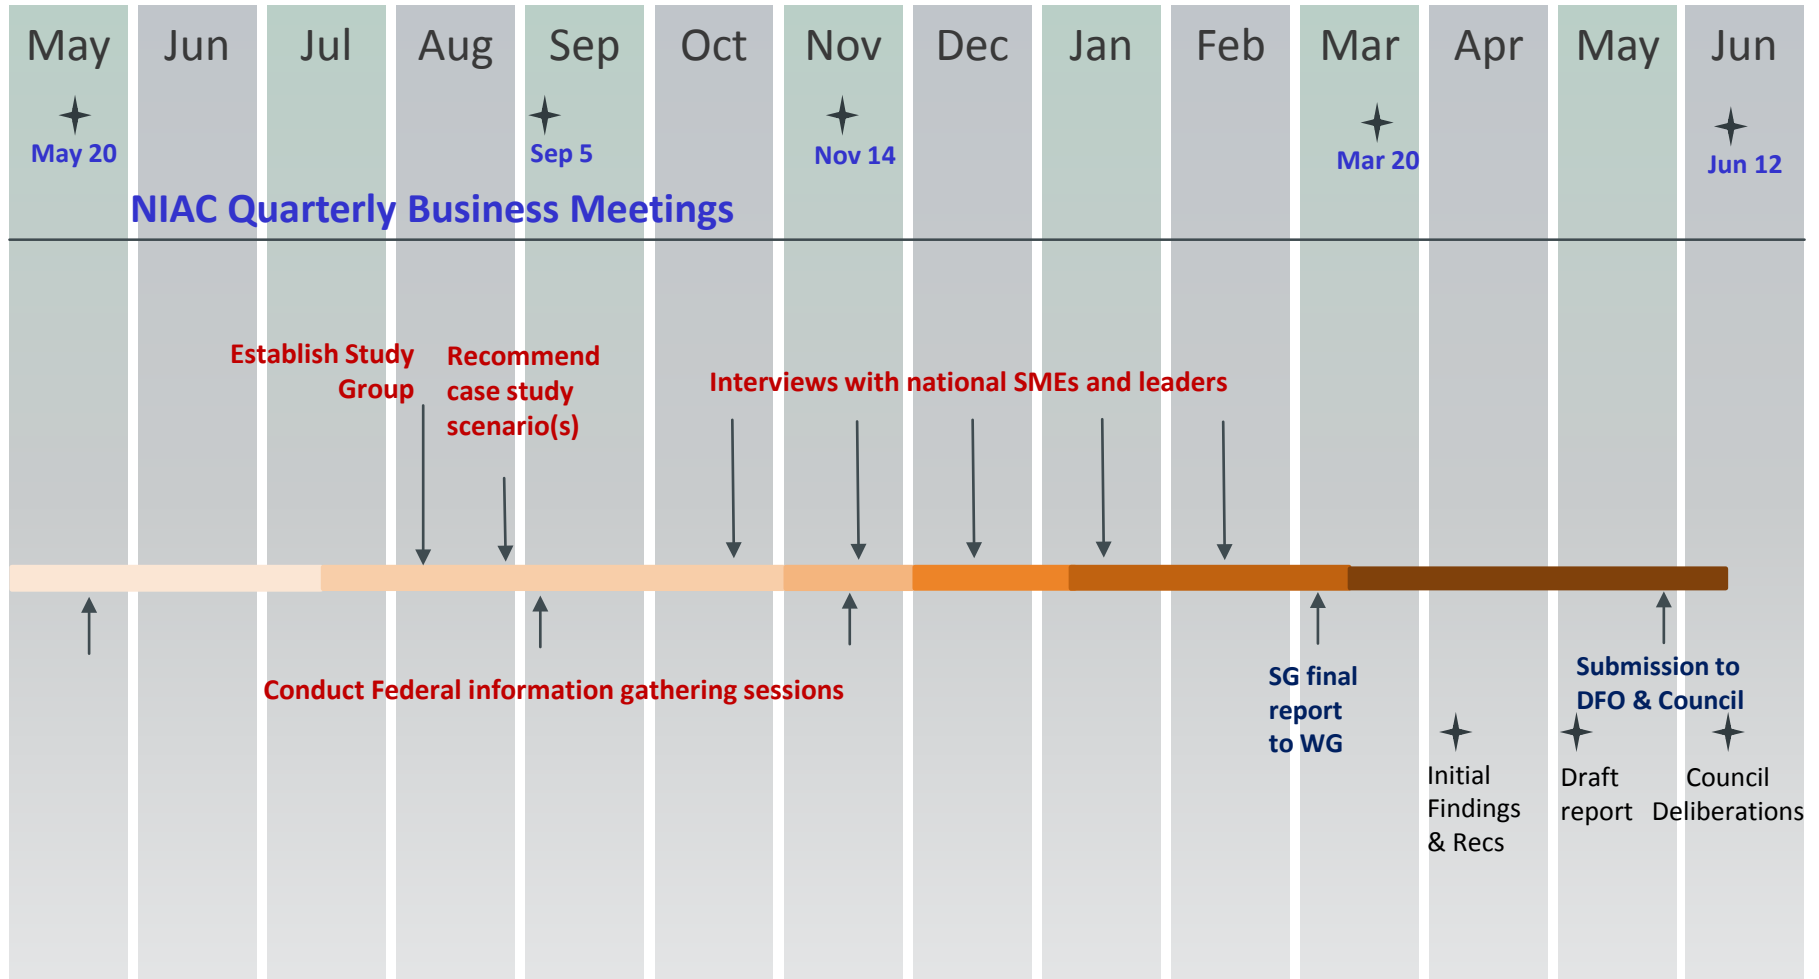 May Jun Jul Aug Sep Oct Nov Dec Jan Feb Mar Apr May Jun
May 20 Sep 5 Nov 14 Mar 20 Jun 12
NIAC Quarterly Business Meetings
Establish Study
Group
Recommend
case study
scenario(s)
Interviews with national SMEs and leaders
Conduct Federal information gathering sessions
SG final
report
to WG
Submission to
DFO & Council
Initial
Findings
& Recs
Draft
report
Council
Deliberations